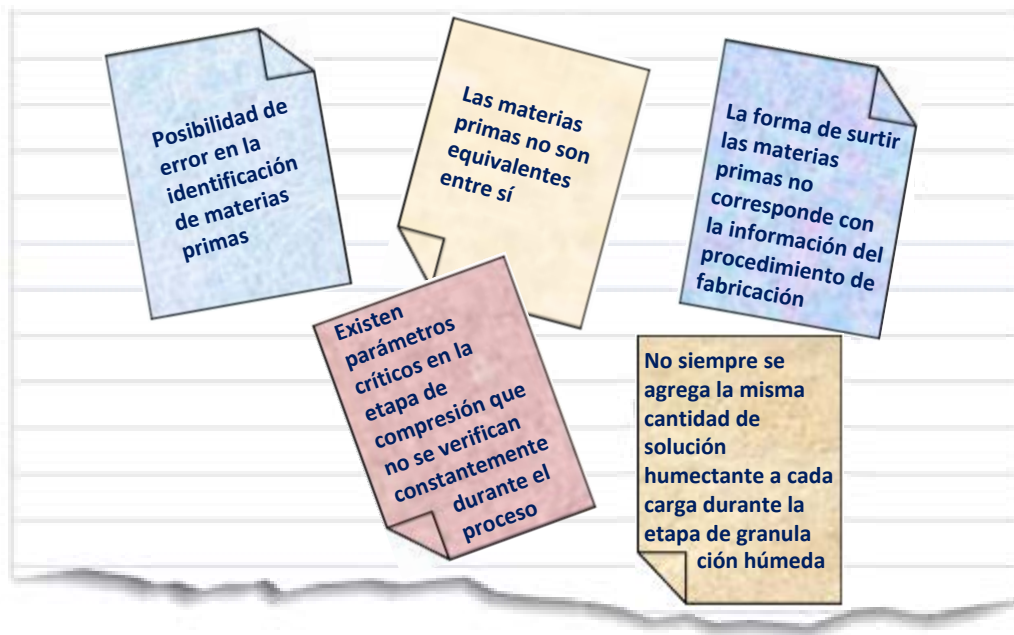 Posibilidad de
error en la
identificación
de materias
primas
Las materias
primas no son
equivalentes
entre sí
La forma de surtir
las materias
primas no
corresponde con
la información del
procedimiento de
fabricación
Existen
parámetros
críticos en la
etapa de
compresión que
no se verifican
constantemente
durante el
proceso
No siempre se
agrega la misma
cantidad de
solución
humectante a cada
carga durante la
etapa de granula
ción húmeda